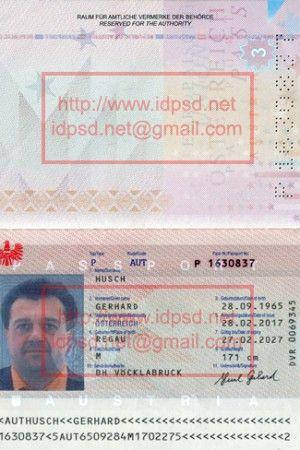 RAUM FÜR AMTLICHE VERMERKE DER BEHÖRDE
RESERVED FOR THE AUTHORITY
3
P 1630837
http://www.idpsd.net
idpsd.net@gmail.com
PASSPORT
P AUT P 1630837
HUSCH
GERHARD 28.09.1965
ÖSTERREICH 28.02.2017
REGAU 27.02.2027
M 171 cm
BH VÖCKLABRUCK
DVR 0069345
http://www.idpsd.net
idpsd.net@gmail.com
AUSTRIA
<AUTHUSCH<<GERHARD<<<<<<<<<<<<<<<<<<<
1630837<5AUT6509284M1702275<<<<<<<<<2